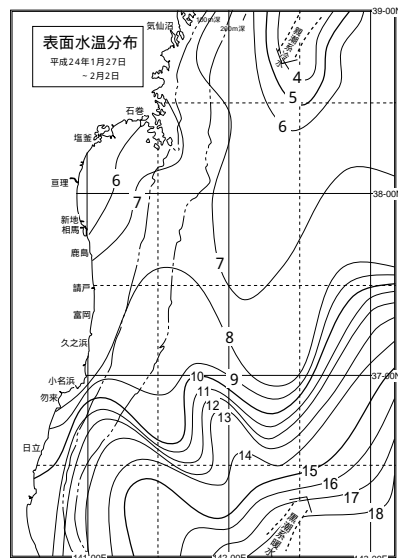 気仙沼
100m深
200m深
39-00N
表面水温分布
平成24年1月27日
~2月2日
親潮系冷水
4
5
6
石巻
塩釜
亘理
6
7
38-00N
新地
相馬
鹿島
7
請戸
富岡
8
久之浜
37-00N
小名浜
10
9
勿来
11
12
13
日立
14
15
16
17
18
黒潮系暖水
141-00E
142-00E
143-00E